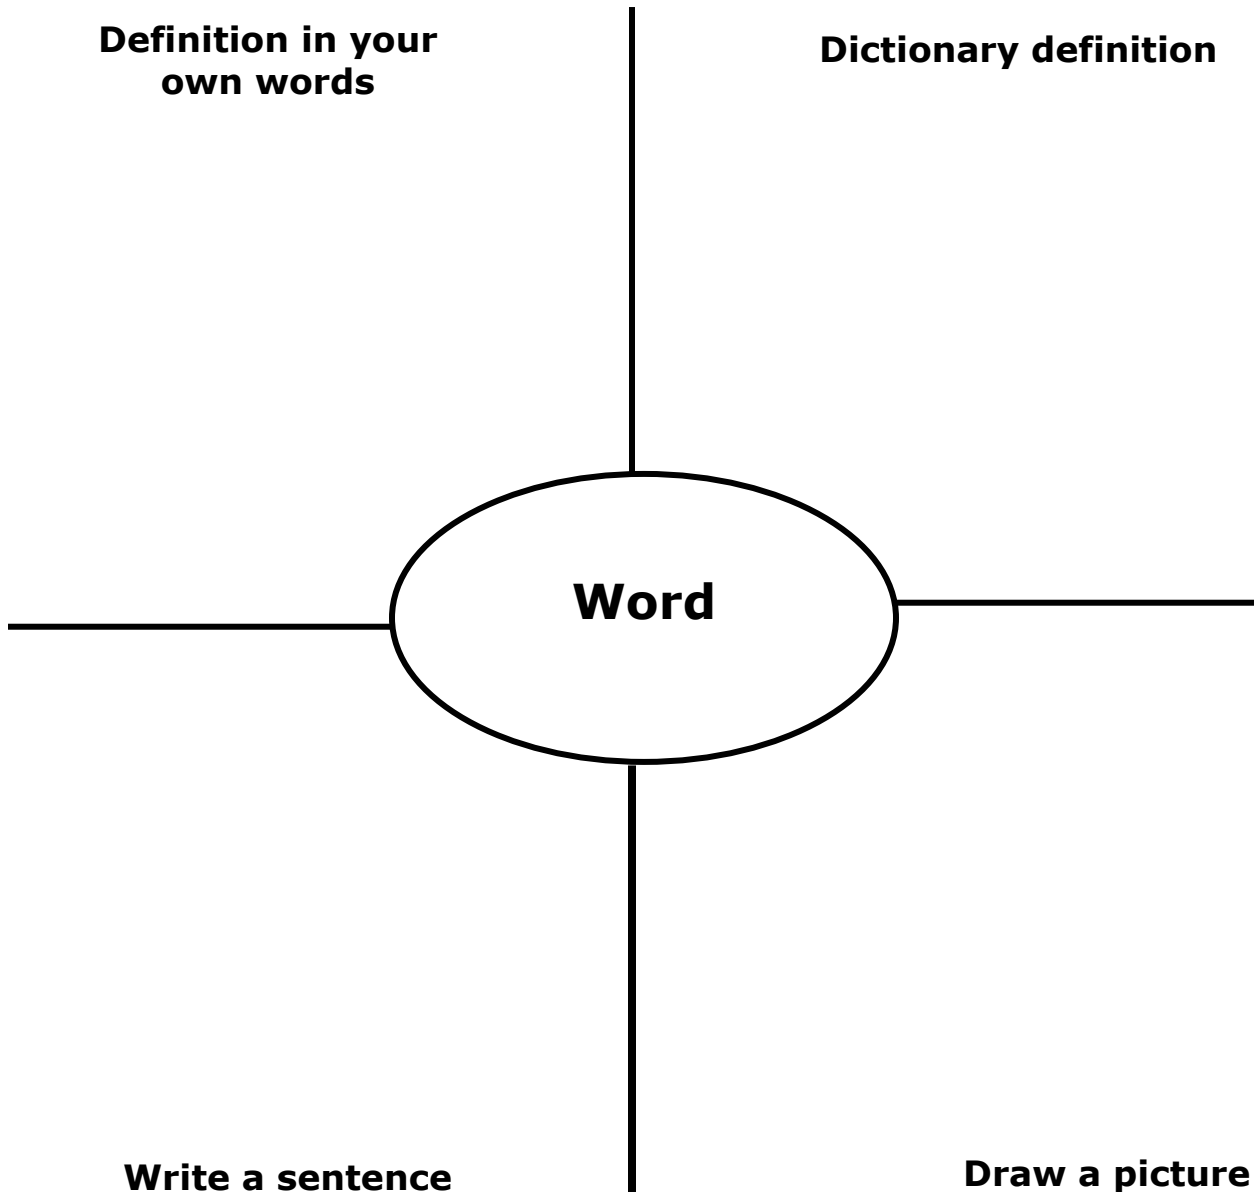 Definition in your
own words
Dictionary definition
Word
Write a sentence
Draw a picture